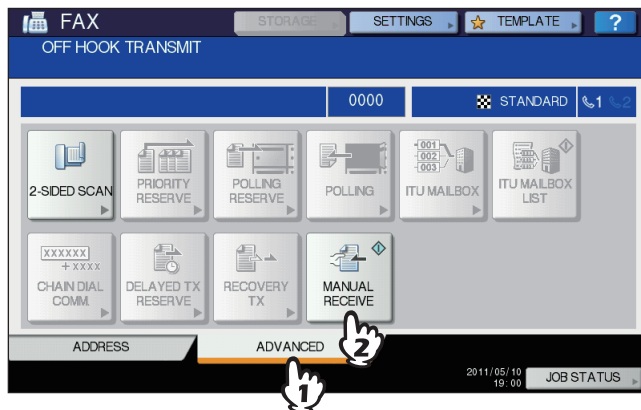 FAX
STORAGE
SETTINGS
TEMPLATE
?
OFF HOOK TRANSMIT
0000
STANDARD
1
2
2-SIDED SCAN
PRIORITY
RESERVE
POLLING
RESERVE
POLLING
001
002
003
ITU MAILBOX
ITU MAILBOX
LIST
XXXXXX
+ XXXX
CHAIN DIAL
COMM.
DELAYED TX
RESERVE
RECOVERY
TX
MANUAL
RECEIVE
ADDRESS
ADVANCED
2
1
2011/05/10
19:00
JOB STATUS